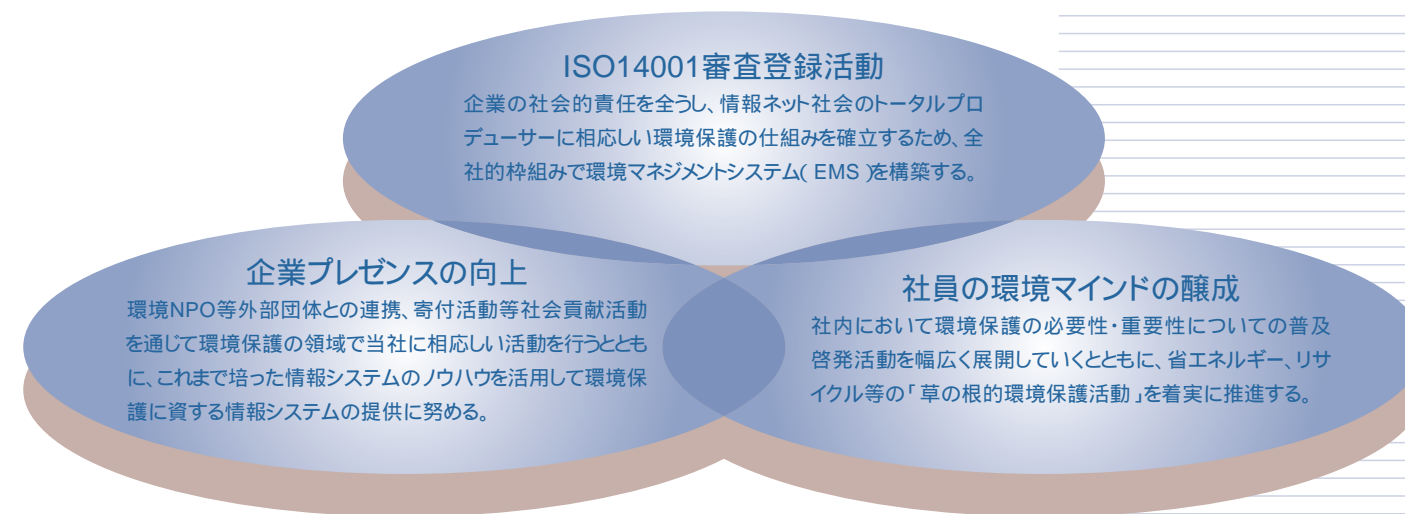 ISO14001審査登録活動
企業の社会的責任を全うし、情報ネット社会のトータルプロ
デューサーに相応しい環境保護の仕組みを確立するため、全
社的枠組みで環境マネジメントシステム( EMS )を構築する。
企業プレゼンスの向上
環境NPO等外部団体との連携、寄付活動等社会貢献活動
を通じて環境保護の領域で当社に相応しい活動を行うととも
に、これまで培った情報システムのノウハウを活用して環境保
護に資する情報システムの提供に努める。
社員の環境マインドの醸成
社内において環境保護の必要性・重要性についての普及
啓発活動を幅広く展開していくとともに、省エネルギー、リサ
イクル等の「草の根的環境保護活動」を着実に推進する。